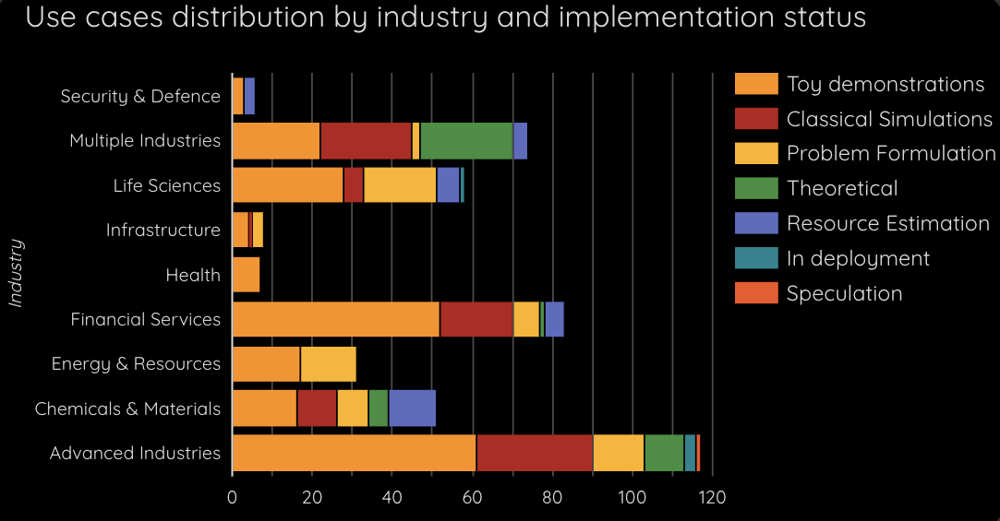 Use cases distribution by industry and implementation status
Security & Defence
Multiple Industries
Life Sciences
Infrastructure
Health
Financial Services
Energy & Resources
Chemicals & Materials
Advanced Industries
Industry
0 20 40 60 80 100 120
Toy demonstrations
Classical Simulations
Problem Formulation
Theoretical
Resource Estimation
In deployment
Speculation